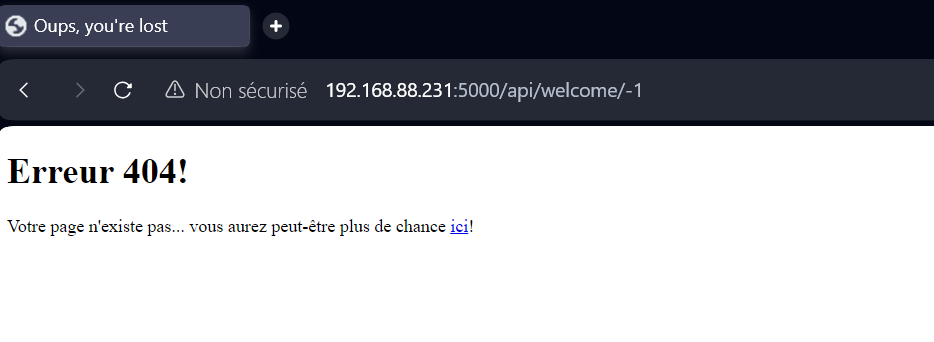 Oups, you're lost
Non sécurisé 192.168.88.231:5000/api/welcome/-1
Erreur 404!
Votre page n'existe pas... vous aurez peut-être plus de chance ici!